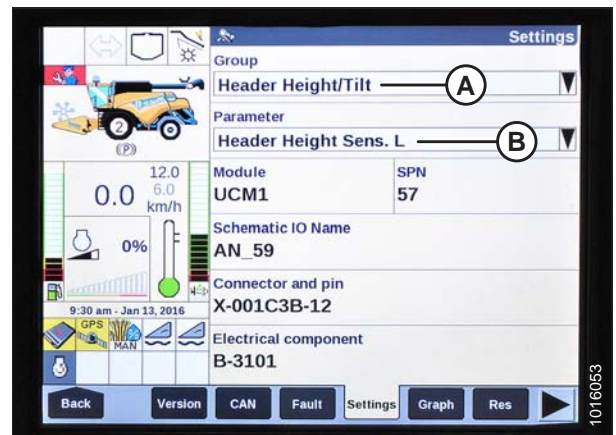 Settings
Group
Header Height/Tilt
A
Parameter
Header Height Sens. L
B
2
(P)
12.0
6.0
0.0 km/h
0%
Module
UCM1
SPN
57
Schematic IO Name
AN_59
Connector and pin
X-001C3B-12
9:30 am - Jan 13, 2016
GPS
MAN
Electrical component
B-3101
Back
Version
CAN
Fault
Settings
Graph
Res
1016053